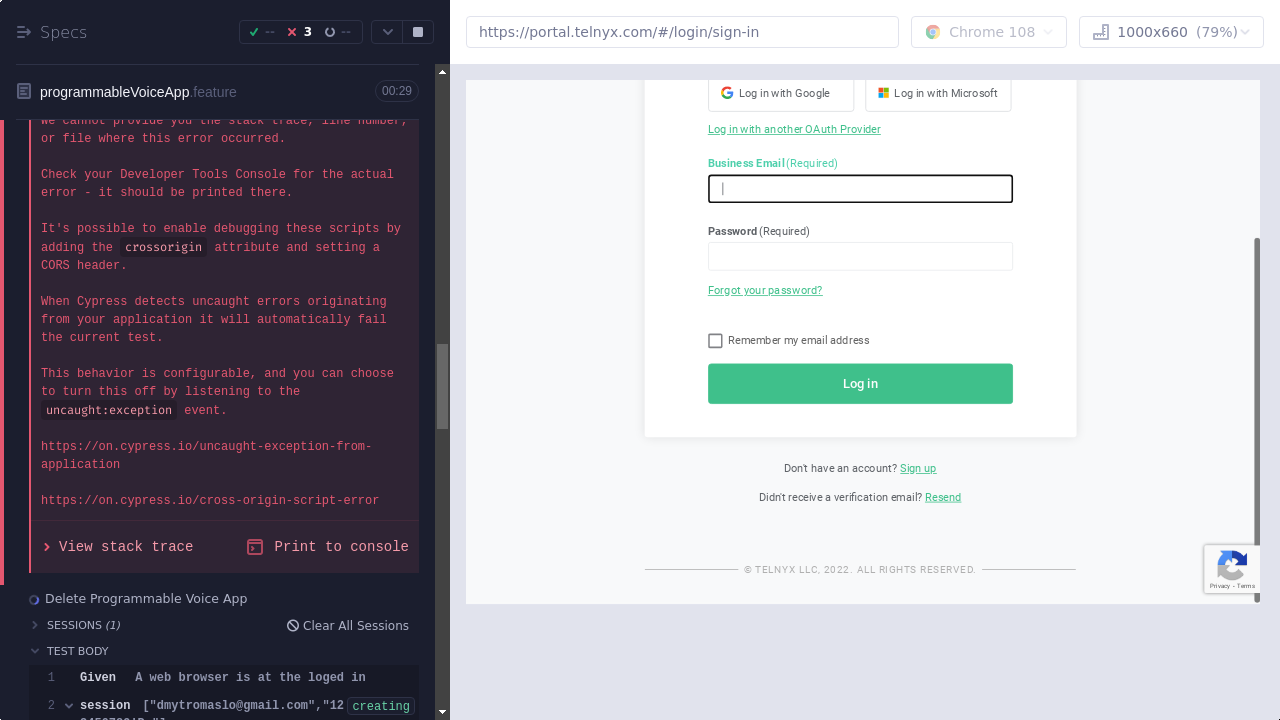 Specs
-- 3 --
https://portal.telnyx.com/#/login/sign-in
Chrome 108
1000x660 (79%)
programmableVoiceApp.feature
00:29
We cannot provide you the stack trace, line number,
or file where this error occurred.
Check your Developer Tools Console for the actual
error - it should be printed there.
It's possible to enable debugging these scripts by
adding the crossorigin attribute and setting a
CORS header.
When Cypress detects uncaught errors originating
from your application it will automatically fail
the current test.
This behavior is configurable, and you can choose
to turn this off by listening to the
uncaught:exception event.
https://on.cypress.io/uncaught-exception-from-
application
https://on.cypress.io/cross-origin-script-error
View stack trace
Print to console
Delete Programmable Voice App
SESSIONS (1)
Clear All Sessions
TEST BODY
1 Given A web browser is at the loged in
2 session ["dmytromaslo@gmail.com","12
creating
Log in with Google
Log in with Microsoft
Log in with another OAuth Provider
Business Email (Required)
Password (Required)
Forgot your password?
Remember my email address
Log in
Don't have an account? Sign up
Didn't receive a verification email? Resend
© TELNYX LLC, 2022. ALL RIGHTS RESERVED.
Privacy - Terms